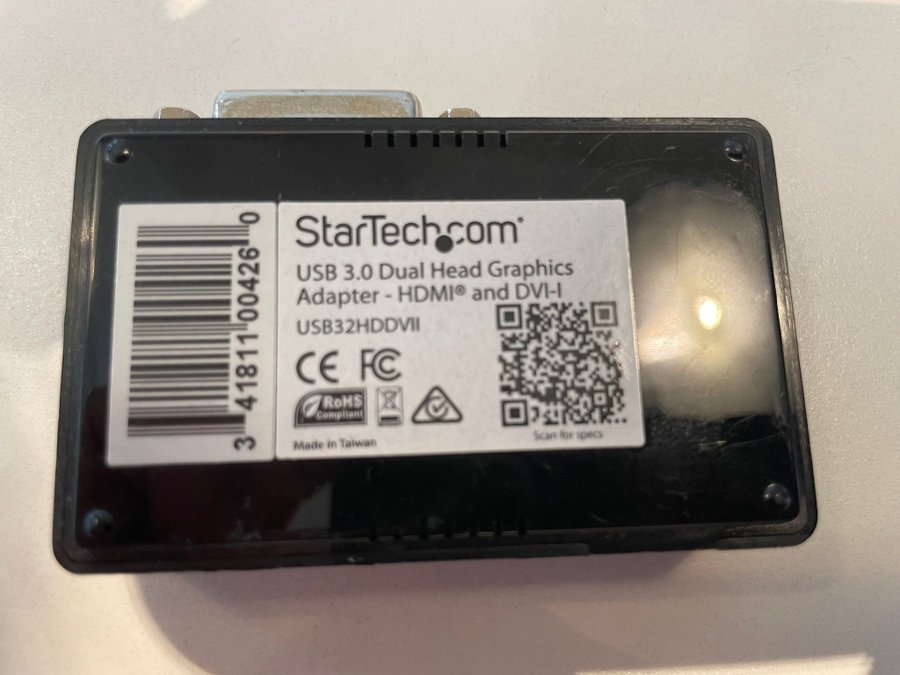 3 41811 00426 0
StarTech.com
USB 3.0 Dual Head Graphics
Adapter - HDMI® and DVI-I
USB32HDDVII
CE FC
RoHS
Compliant
Made in Taiwan
Scan for specs